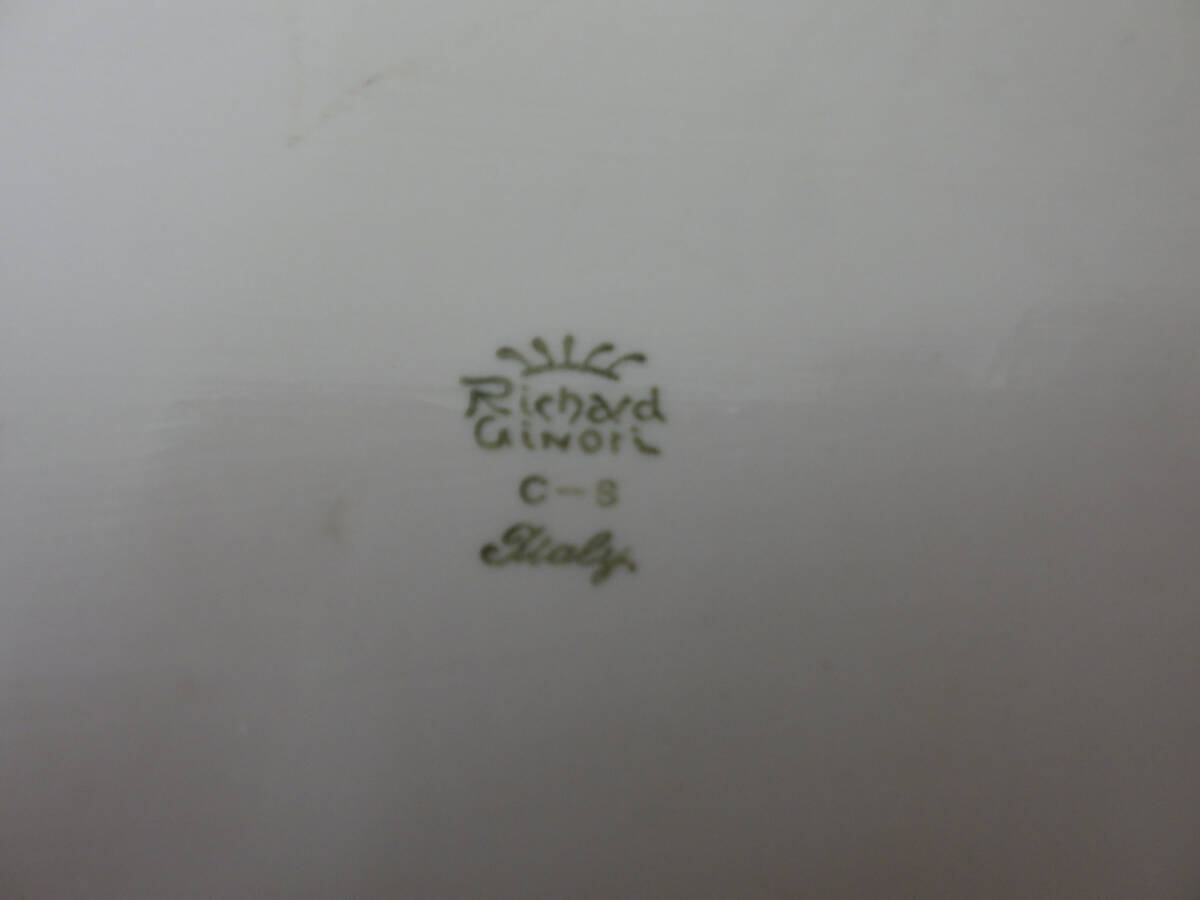 Richard
GiNORi
C-S
Italy.